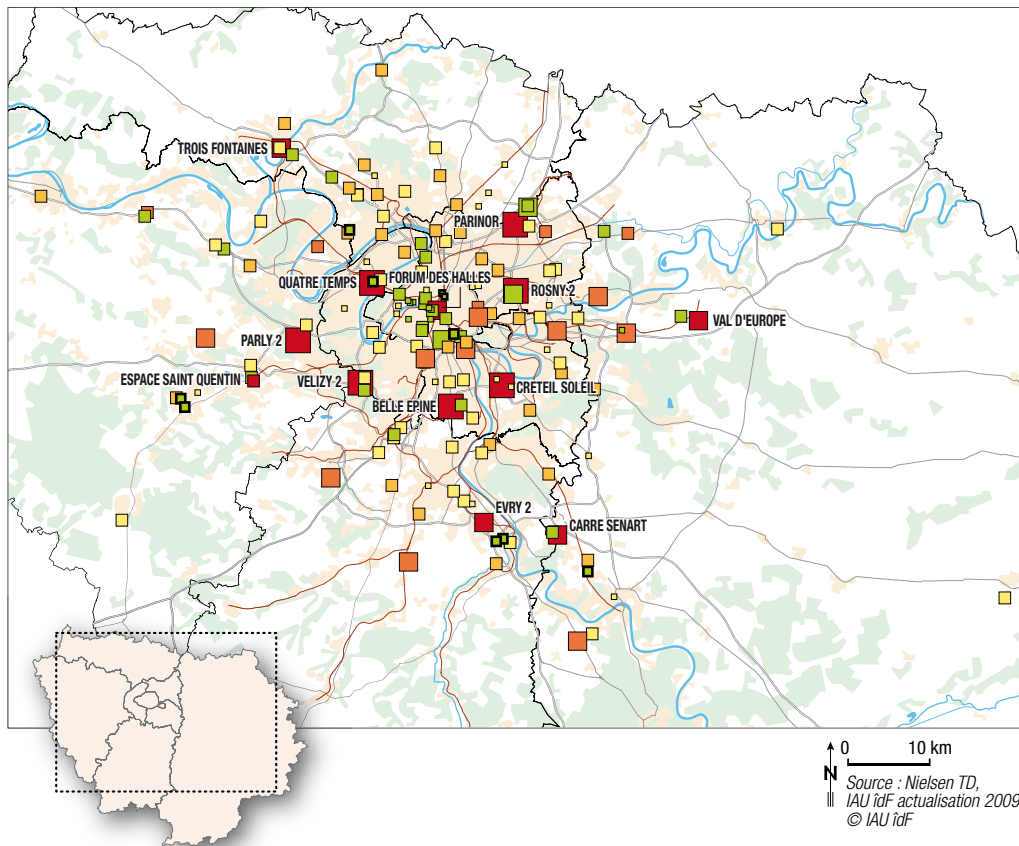 TROIS FONTAINES
PARINOR
QUATRE TEMPS
FORUM DES HALLES
ROSNY 2
VAL D'EUROPE
PARLY 2
ESPACE SAINT QUENTIN
VELIZY 2
CRETEIL SOLEIL
BELLE EPINE
EVRY 2
CARRE SENART
0 10 km
N
Source : Nielsen TD,
IAU îdF actualisation 2009
© IAU îdF